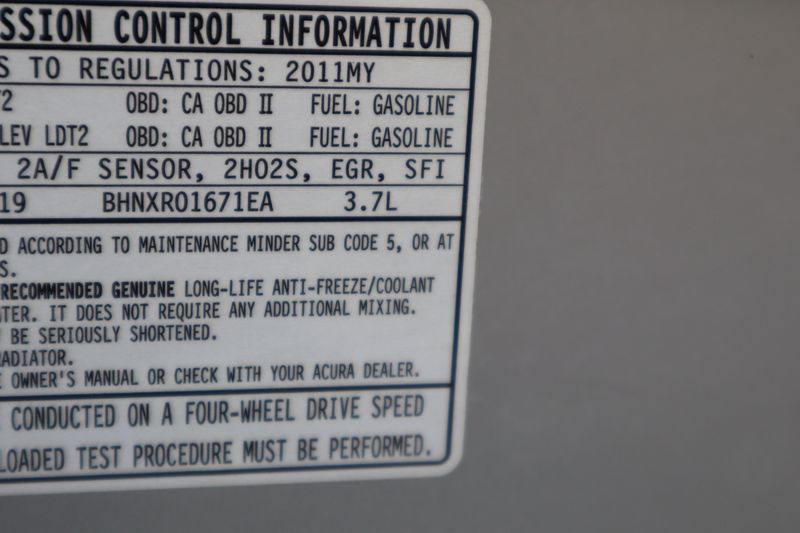 SSION CONTROL INFORMATION
S TO REGULATIONS: 2011MY
2 OBD: CA OBD II FUEL: GASOLINE
LEV LDT2 OBD: CA OBD II FUEL: GASOLINE
2A/F SENSOR, 2HO2S, EGR, SFI
19 BHNXR01671EA 3.7L
D ACCORDING TO MAINTENANCE MINDER SUB CODE 5, OR AT
S.
RECOMMENDED GENUINE LONG-LIFE ANTI-FREEZE/COOLANT
TER. IT DOES NOT REQUIRE ANY ADDITIONAL MIXING.
BE SERIOUSLY SHORTENED.
RADIATOR.
OWNER'S MANUAL OR CHECK WITH YOUR ACURA DEALER.
CONDUCTED ON A FOUR-WHEEL DRIVE SPEED
LOADED TEST PROCEDURE MUST BE PERFORMED.